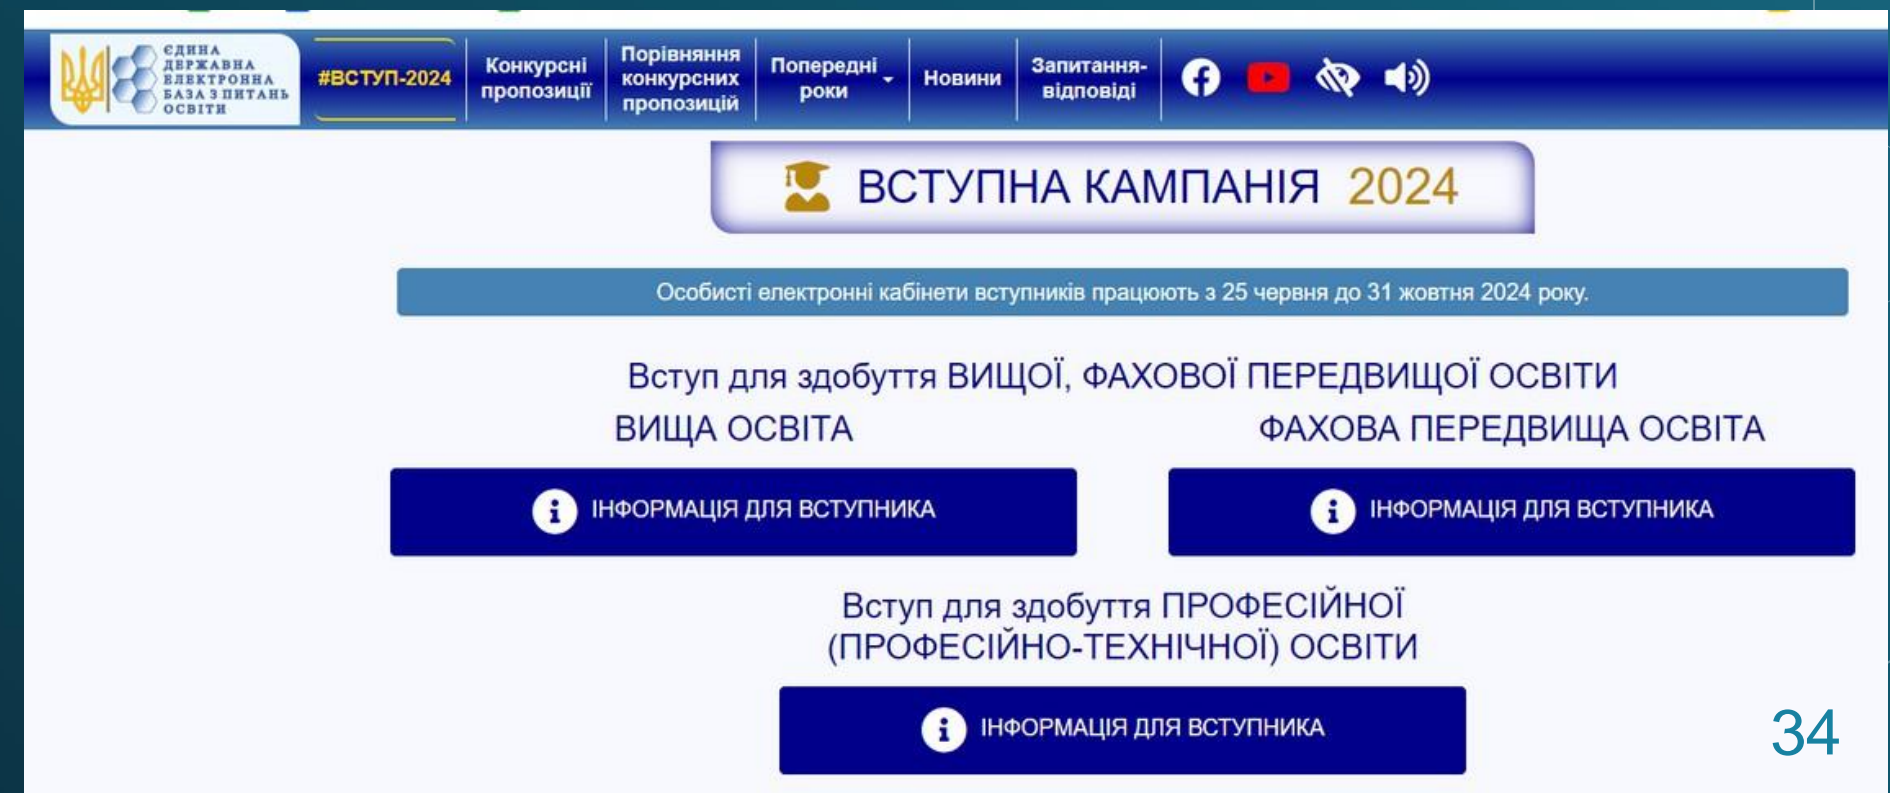 ЄДИНА
ДЕРЖАВНА
ЕЛЕКТРОННА
БАЗА З ПИТАНЬ
ОСВІТИ
#ВСТУП-2024
Конкурсні
пропозиції
Порівняння
конкурсних
пропозицій
Попередні
роки
Новини
Запитання-
відповіді
ВСТУПНА КАМПАНІЯ 2024
Особисті електронні кабінети вступників працюють з 25 червня до 31 жовтня 2024 року.
Вступ для здобуття ВИЩОЇ, ФАХОВОЇ ПЕРЕДВИЩОЇ ОСВІТИ
ВИЩА ОСВІТА
ФАХОВА ПЕРЕДВИЩА ОСВІТА
ІНФОРМАЦІЯ ДЛЯ ВСТУПНИКА
ІНФОРМАЦІЯ ДЛЯ ВСТУПНИКА
Вступ для здобуття ПРОФЕСІЙНОЇ
(ПРОФЕСІЙНО-ТЕХНІЧНОЇ) ОСВІТИ
ІНФОРМАЦІЯ ДЛЯ ВСТУПНИКА
34